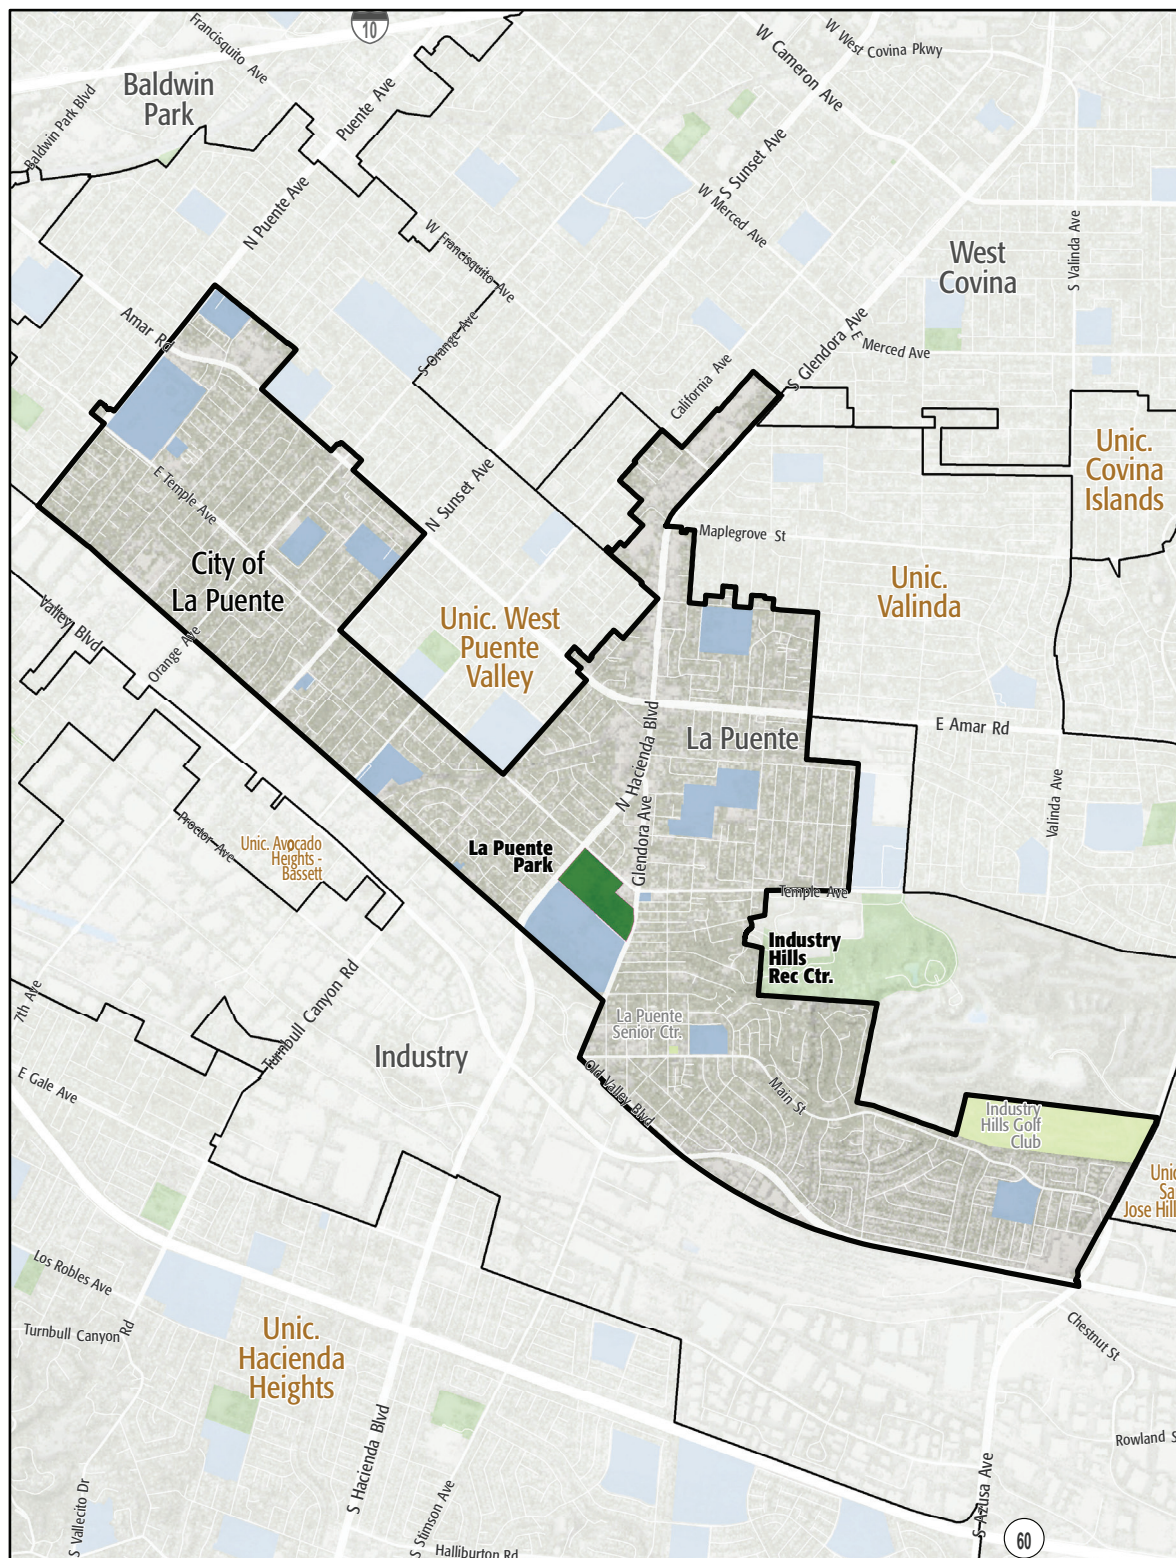 10
Francisquito Ave
W Cameron Ave
W West Covina Pkwy
Baldwin
Park
Baldwin Park Blvd
Puente Ave
S Sunset Ave
N Puente Ave
W Merced Ave
W Francisquito Ave
West
Covina
S Valinda Ave
Amar Rd
S Orange Ave
S Glendora Ave
E Merced Ave
California Ave
Unic.
Covina
Islands
E Temple Ave
N Sunset Ave
Maplegrove St
City of
La Puente
Unic.
Valinda
Valley Blvd
Orange Ave
Unic. West
Puente
Valley
E Amar Rd
La Puente
N Hacienda Blvd
Glendora Ave
Valinda Ave
Proctor Ave
Unic. Avocado
Heights -
Bassett
La Puente
Park
Temple Ave
Industry
Hills
Rec Ctr.
7th Ave
Turnbull Canyon Rd
La Puente
Senior Ctr.
Industry
E Gale Ave
Old Valley Blvd
Main St
Industry
Hills Golf
Club
Unic
Sa
Jose Hill
Los Robles Ave
Turnbull Canyon Rd
Unic.
Hacienda
Heights
Chestnut St
S Hacienda Blvd
Rowland S
S Vallecito Dr
S Stimson Ave
S Azusa Ave
Halliburton Rd
60